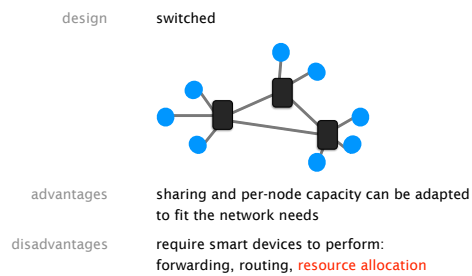 design switched
advantages sharing and per-node capacity can be adapted
to fit the network needs
disadvantages require smart devices to perform:
forwarding, routing, resource allocation